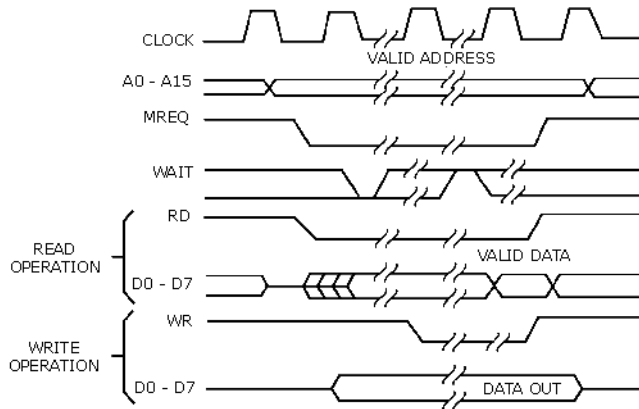 CLOCK
VALID ADDRESS
A0 - A15
MREQ
WAIT
RD
READ
OPERATION
VALID DATA
D0 - D7
WR
WRITE
OPERATION
D0 - D7
DATA OUT